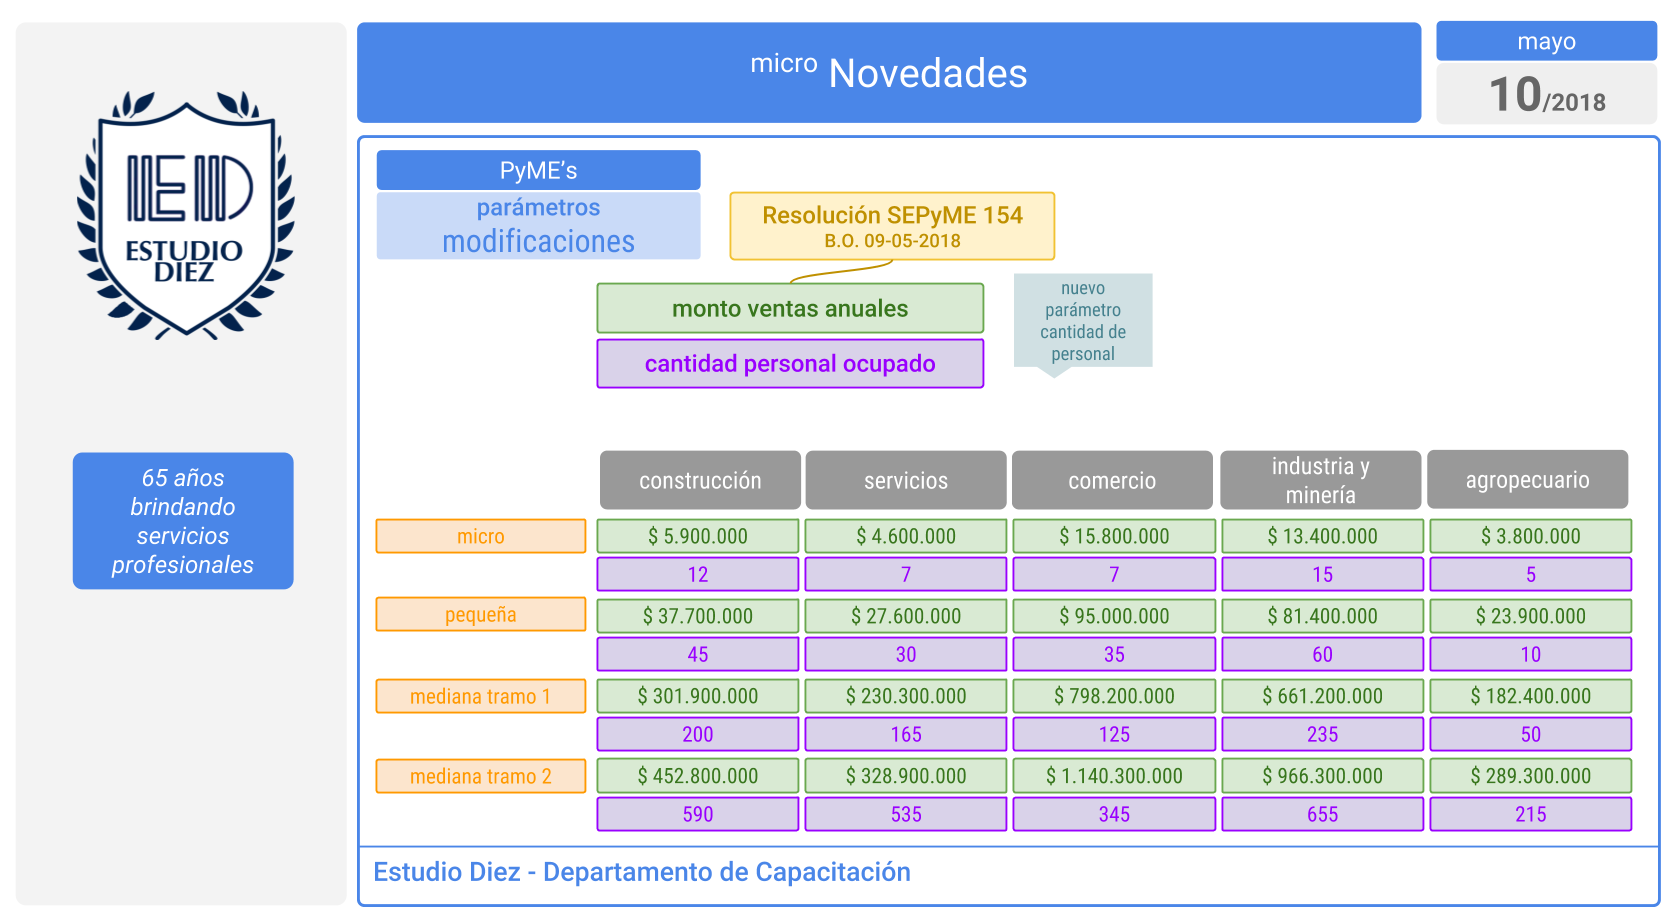 micro Novedades
mayo
10/2018
ED
ESTUDIO
DIEZ
65 años
brindando
servicios
profesionales
PyME's
parámetros
modificaciones
Resolución SEPyME 154
B.O. 09-05-2018
monto ventas anuales
cantidad personal ocupado
nuevo
parámetro
cantidad de
personal
construcción servicios comercio industria y minería agropecuario
micro $ 5.900.000 $ 4.600.000 $ 15.800.000 $ 13.400.000 $ 3.800.000
12 7 7 15 5
pequeña $ 37.700.000 $ 27.600.000 $ 95.000.000 $ 81.400.000 $ 23.900.000
45 30 35 60 10
mediana tramo 1 $ 301.900.000 $ 230.300.000 $ 798.200.000 $ 661.200.000 $ 182.400.000
200 165 125 235 50
mediana tramo 2 $ 452.800.000 $ 328.900.000 $ 1.140.300.000 $ 966.300.000 $ 289.300.000
590 535 345 655 215
Estudio Diez - Departamento de Capacitación